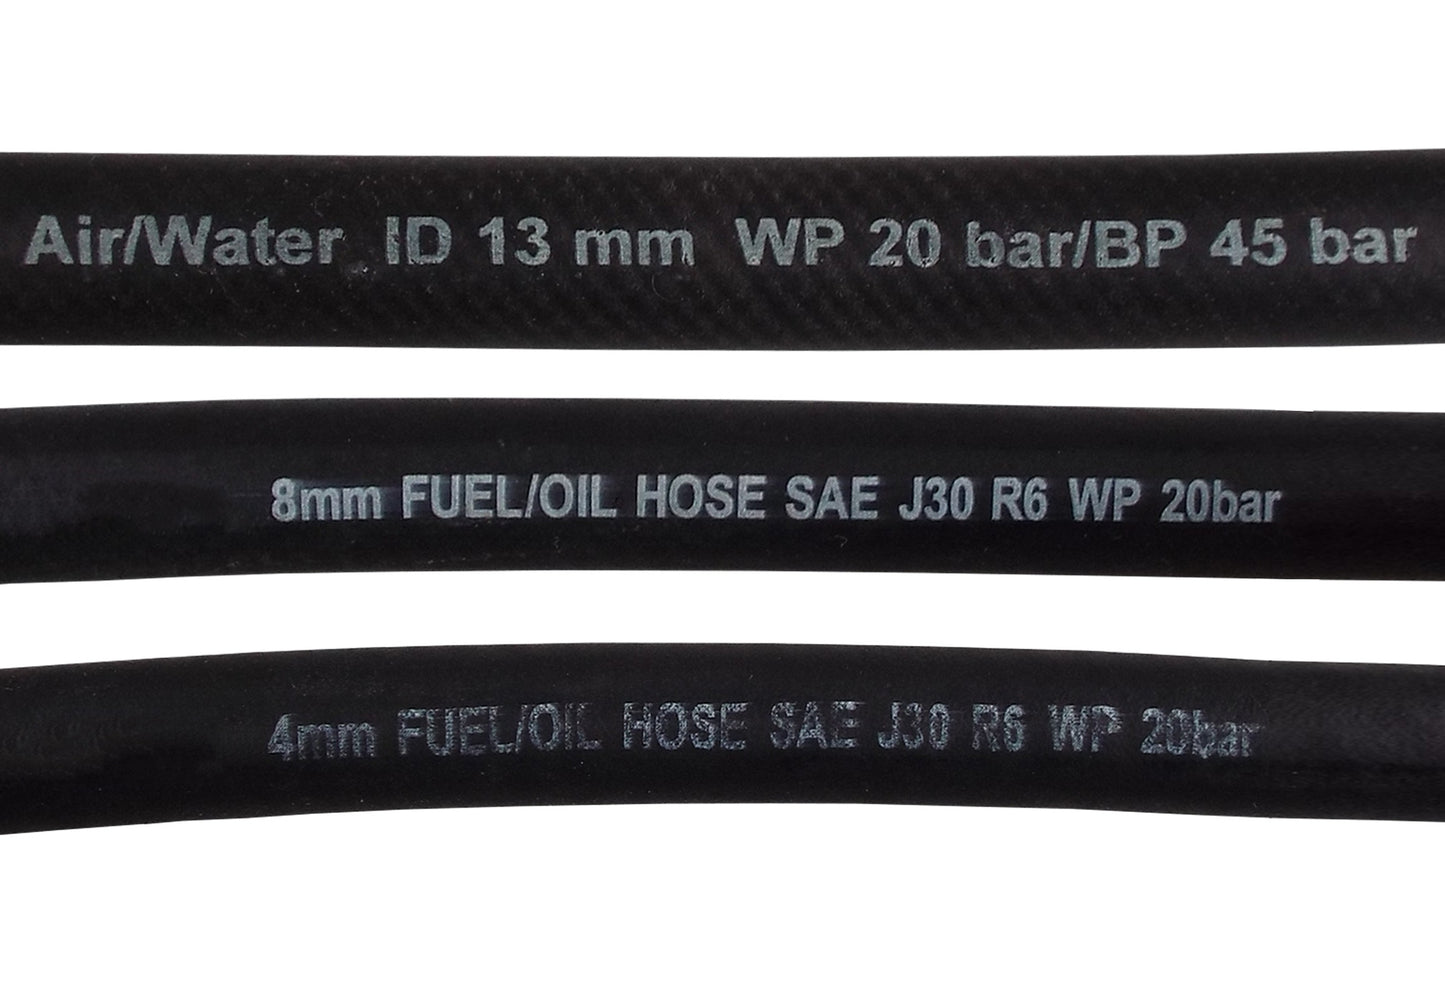 Air/Water ID 13 mm WP 20 bar/BP 45 bar
8mm FUEL/OIL HOSE SAE J30 R6 WP 20bar
4mm FUEL/OIL HOSE SAE J30 R6 WP 20bar